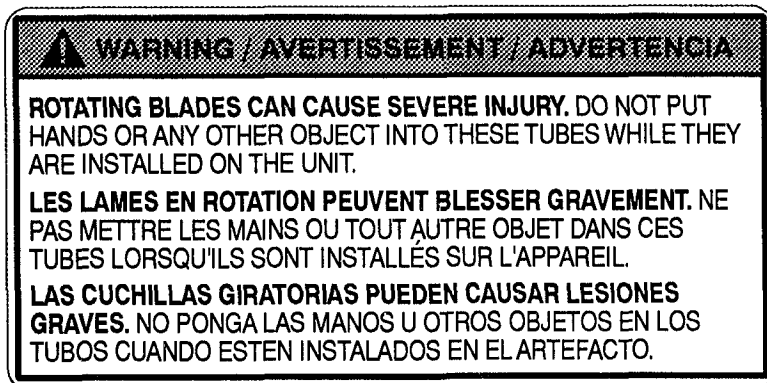 WARNING / AVERTISSEMENT / ADVERTENCIA
ROTATING BLADES CAN CAUSE SEVERE INJURY. DO NOT PUT
HANDS OR ANY OTHER OBJECT INTO THESE TUBES WHILE THEY
ARE INSTALLED ON THE UNIT.
LES LAMES EN ROTATION PEUVENT BLESSER GRAVEMENT. NE
PAS METTRE LES MAINS OU TOUT AUTRE OBJET DANS CES
TUBES LORSQU'ILS SONT INSTALLÉS SUR L'APPAREIL.
LAS CUCHILLAS GIRATORIAS PUEDEN CAUSAR LESIONES
GRAVES. NO PONGA LAS MANOS U OTROS OBJETOS EN LOS
TUBOS CUANDO ESTEN INSTALADOS EN EL ARTEFACTO.